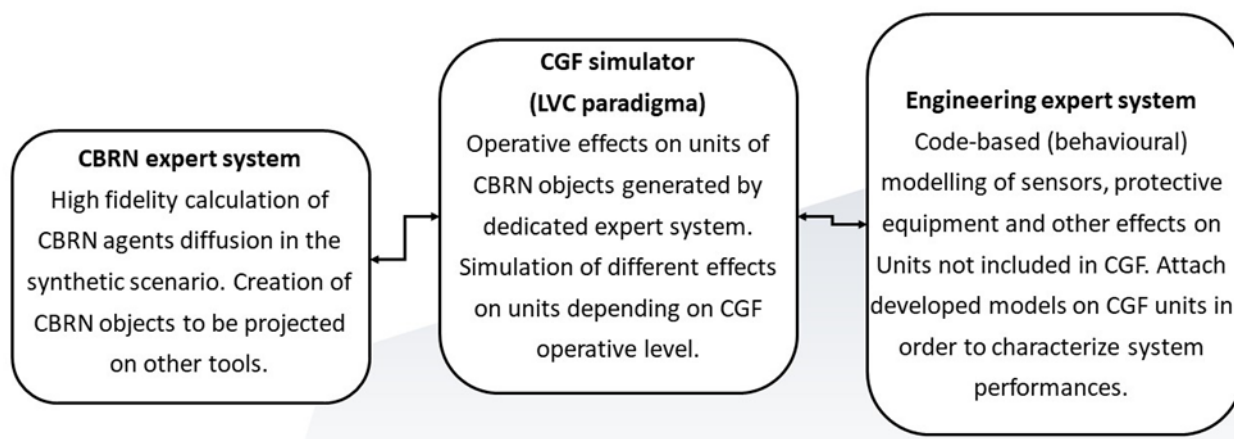 CBRN expert system
High fidelity calculation of
CBRN agents diffusion in the
synthetic scenario. Creation of
CBRN objects to be projected
on other tools.
CGF simulator
(LVC paradigma)
Operative effects on units of
CBRN objects generated by
dedicated expert system.
Simulation of different effects
on units depending on CGF
operative level.
Engineering expert system
Code-based (behavioural)
modelling of sensors, protective
equipment and other effects on
Units not included in CGF. Attach
developed models on CGF units in
order to characterize system
performances.